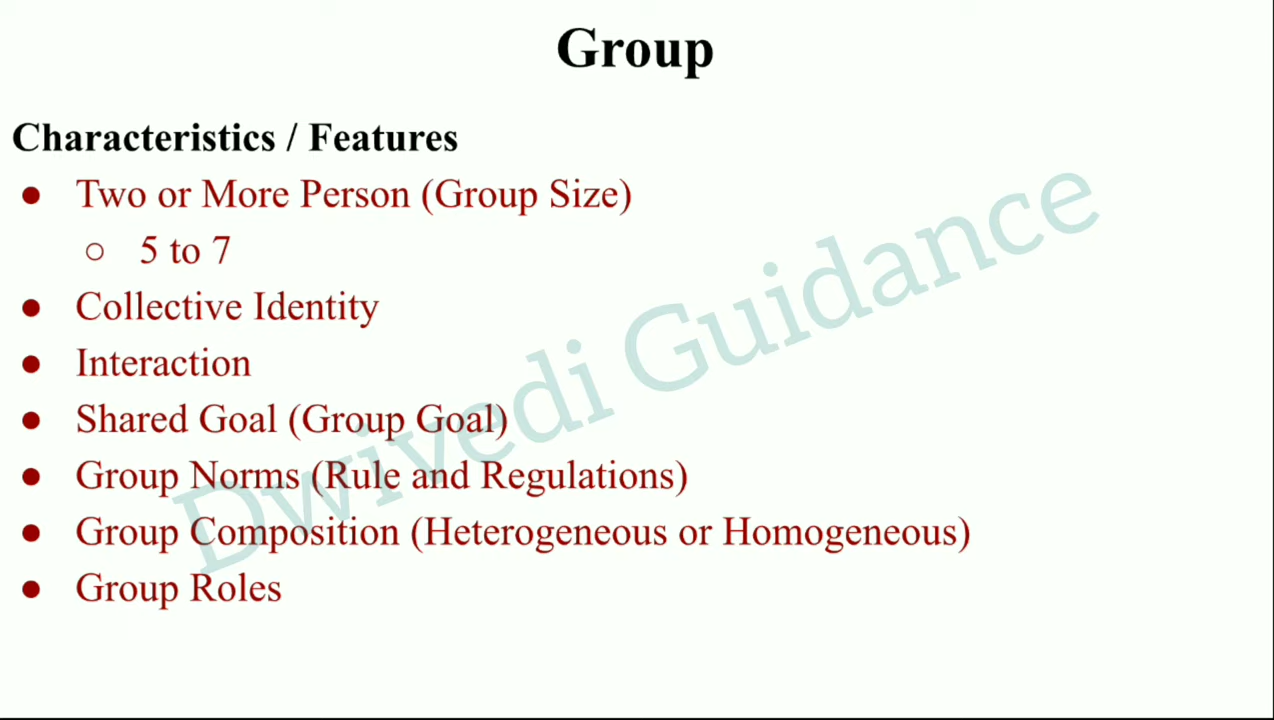 Group
Characteristics / Features
● Two or More Person (Group Size)
○ 5 to 7
● Collective Identity
● Interaction
● Shared Goal (Group Goal)
● Group Norms (Rule and Regulations)
● Group Composition (Heterogeneous or Homogeneous)
● Group Roles
Dwivedi Guidance